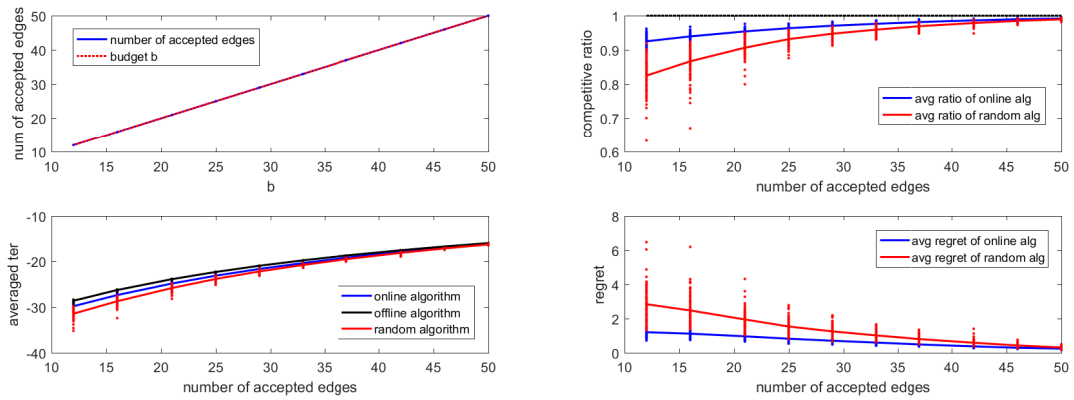 50
40
30
20
10
num of accepted edges
number of accepted edges
budget b
10 15 20 25 30 35 40 45 50
b
1
0.9
0.8
0.7
0.6
competitive ratio
avg ratio of online alg
avg ratio of random alg
10 15 20 25 30 35 40 45 50
number of accepted edges
-10
-20
-30
-40
averaged ter
online algorithm
offline algorithm
random algorithm
10 15 20 25 30 35 40 45 50
number of accepted edges
8
6
4
2
0
regret
avg regret of online alg
avg regret of random alg
10 15 20 25 30 35 40 45 50
number of accepted edges